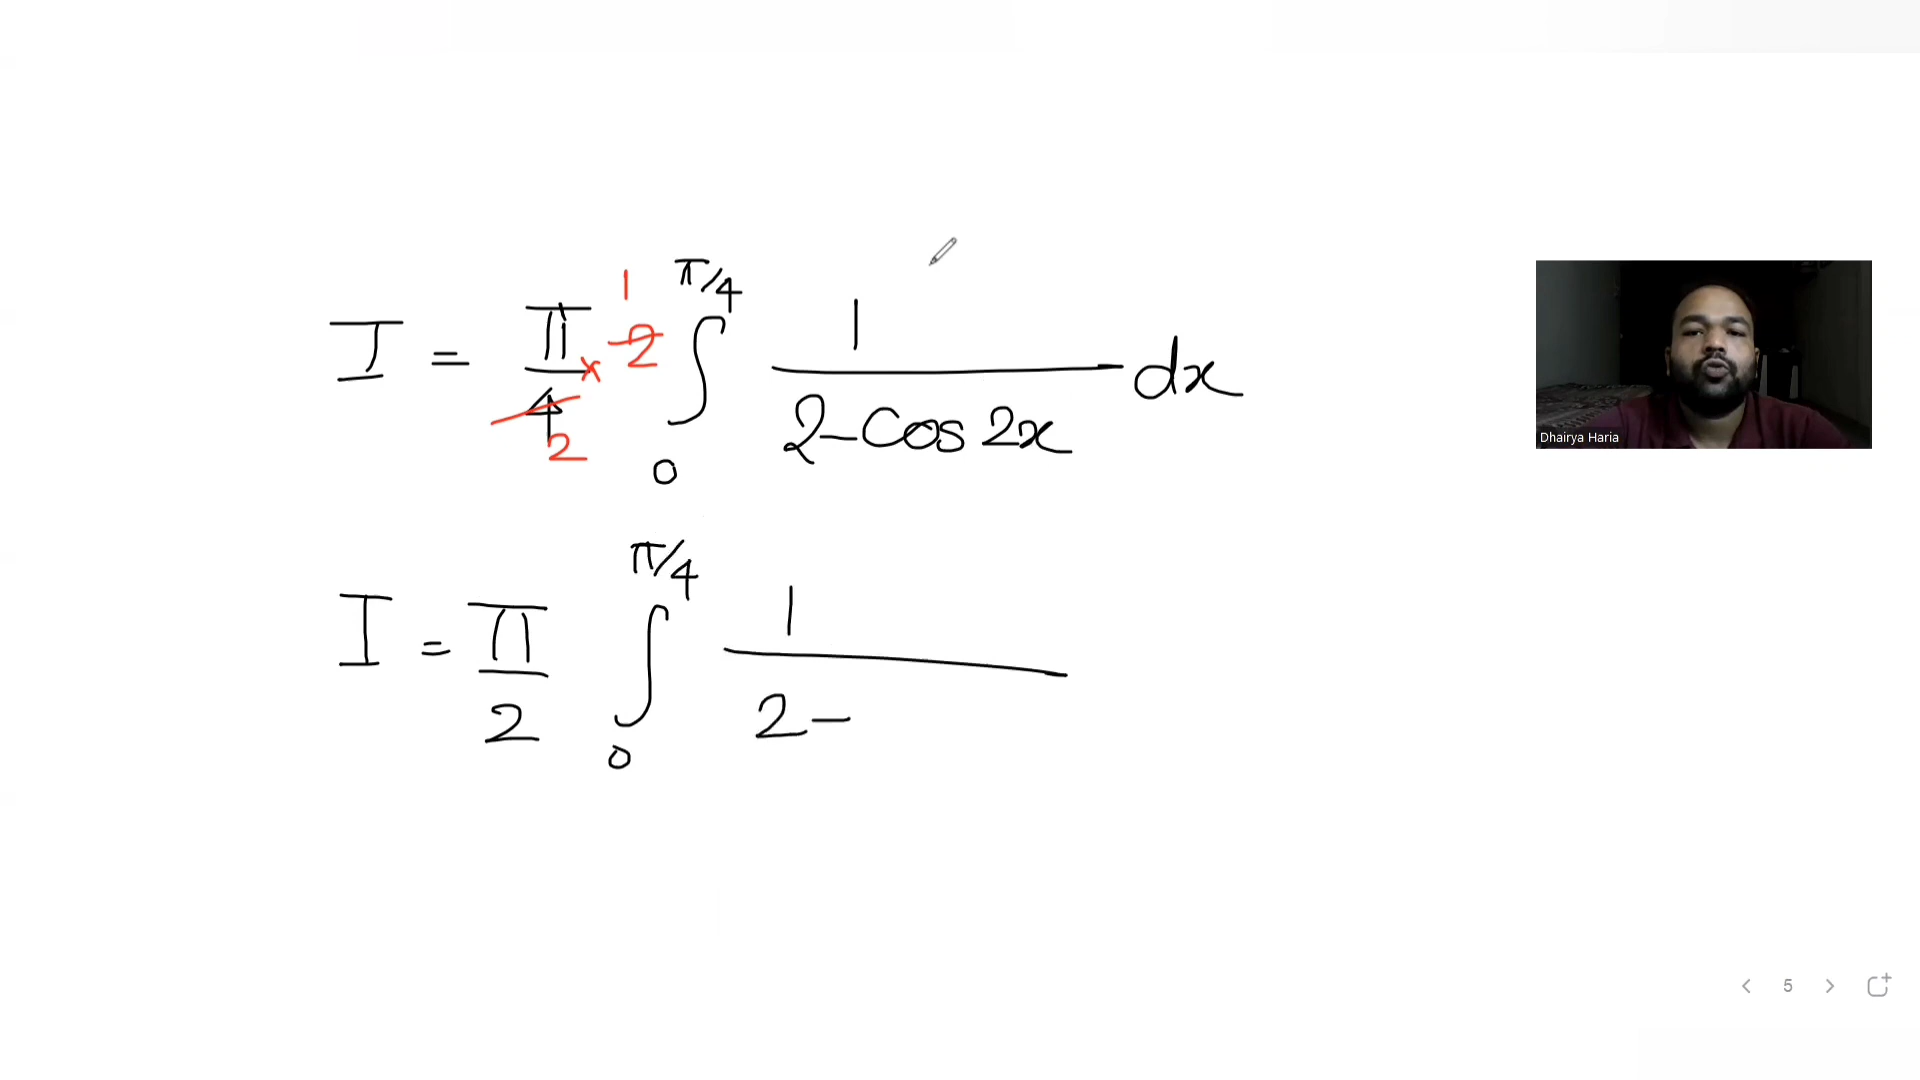 I = π/4 × 2 1 2 ∫ 0 π/4 1/(2-Cos 2x) dx
I = π/2 ∫ 0 π/4 1/(2-
Dhairya Haria
5